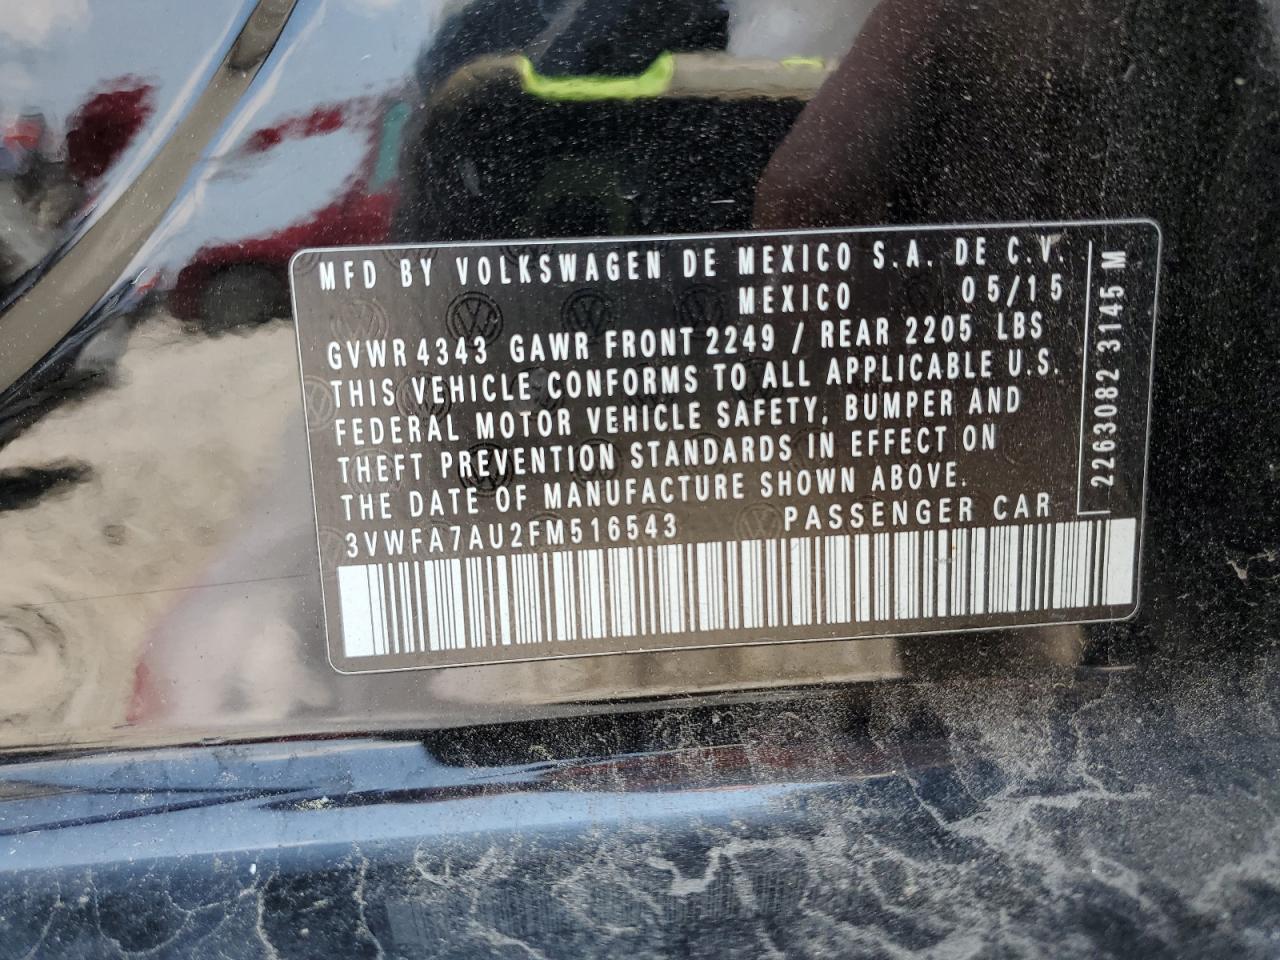 MFD BY VOLKSWAGEN DE MEXICO S.A. DE C.V.
MEXICO 05/15
GVWR 4343 GAWR FRONT 2249 / REAR 2205 LBS
THIS VEHICLE CONFORMS TO ALL APPLICABLE U.S.
FEDERAL MOTOR VEHICLE SAFETY, BUMPER AND
THEFT PREVENTION STANDARDS IN EFFECT ON
THE DATE OF MANUFACTURE SHOWN ABOVE.
3VWFA7AU2FM516543 PASSENGER CAR
2263082 3145 M